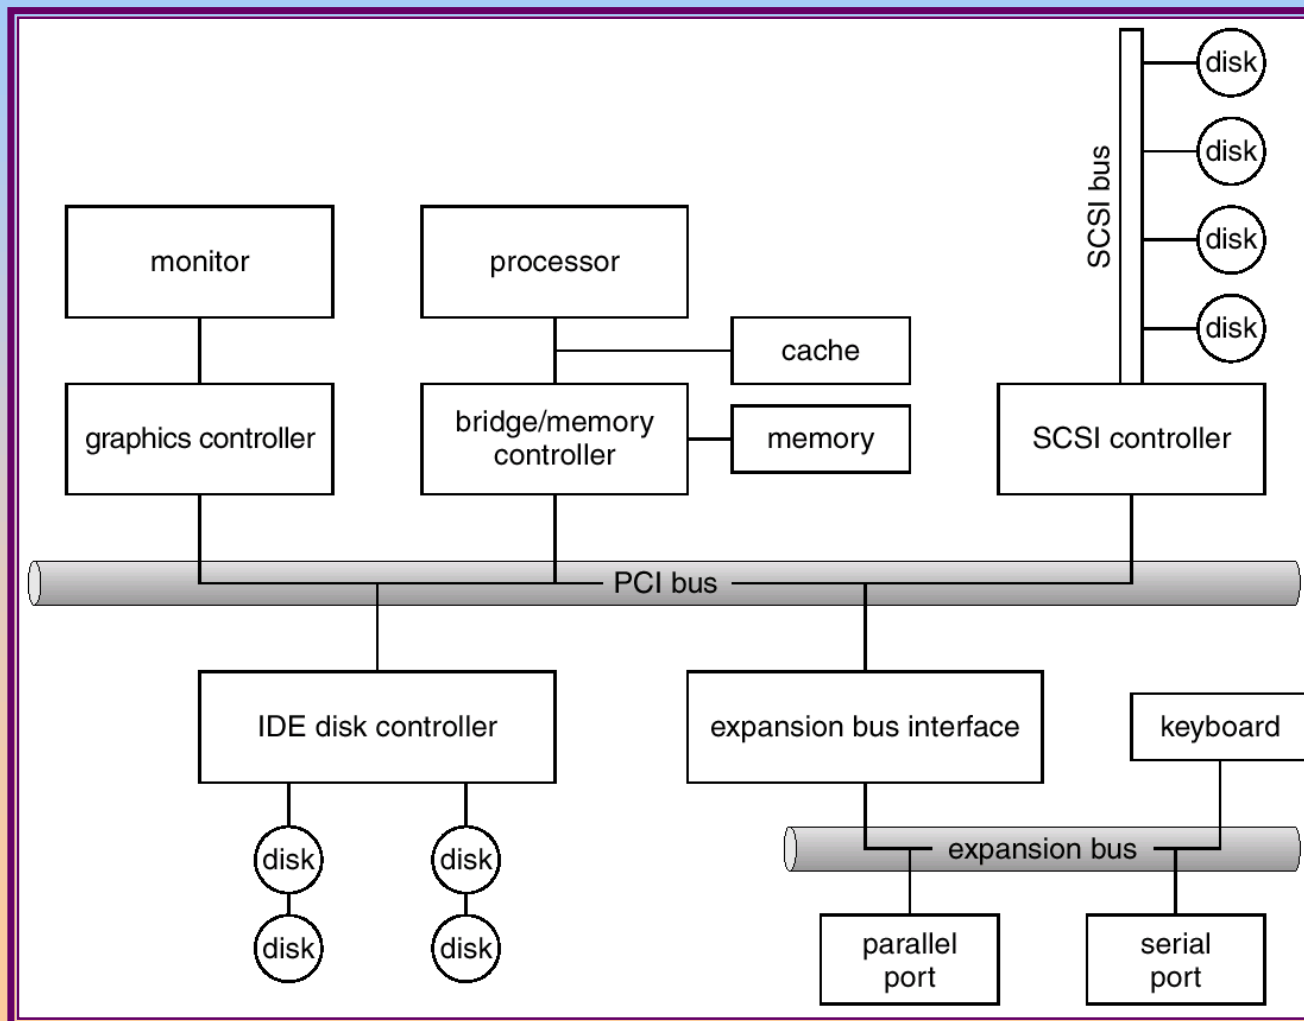 disk
disk
SCSI bus
disk
disk
monitor
processor
cache
graphics controller
bridge/memory
controller
memory
SCSI controller
PCI bus
IDE disk controller
expansion bus interface
keyboard
disk
disk
expansion bus
disk
disk
parallel
port
serial
port